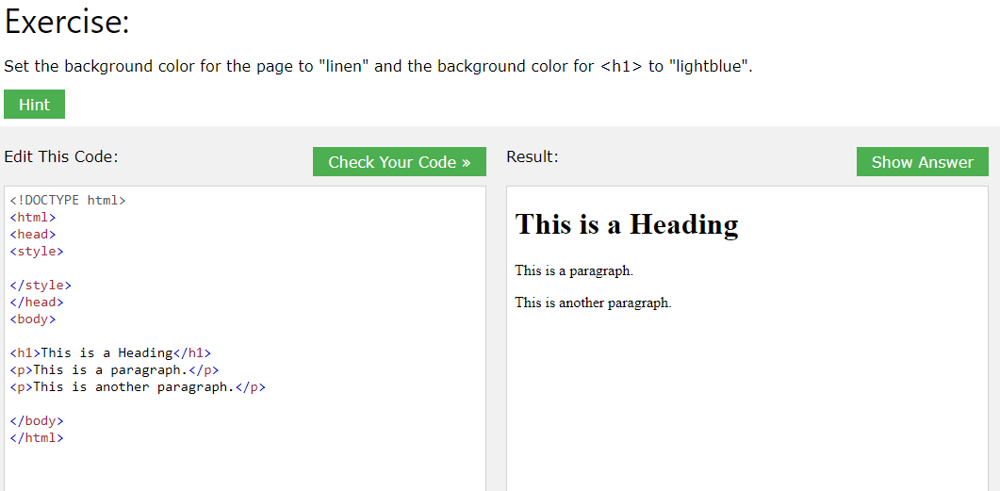 Exercise:
Set the background color for the page to "linen" and the background color for <h1> to "lightblue".
Hint
Edit This Code:
Check Your Code »
<!DOCTYPE html>
<html>
<head>
<style>
</style>
</head>
<body>
<h1>This is a Heading</h1>
<p>This is a paragraph.</p>
<p>This is another paragraph.</p>
</body>
</html>
Result:
Show Answer
This is a Heading
This is a paragraph.
This is another paragraph.